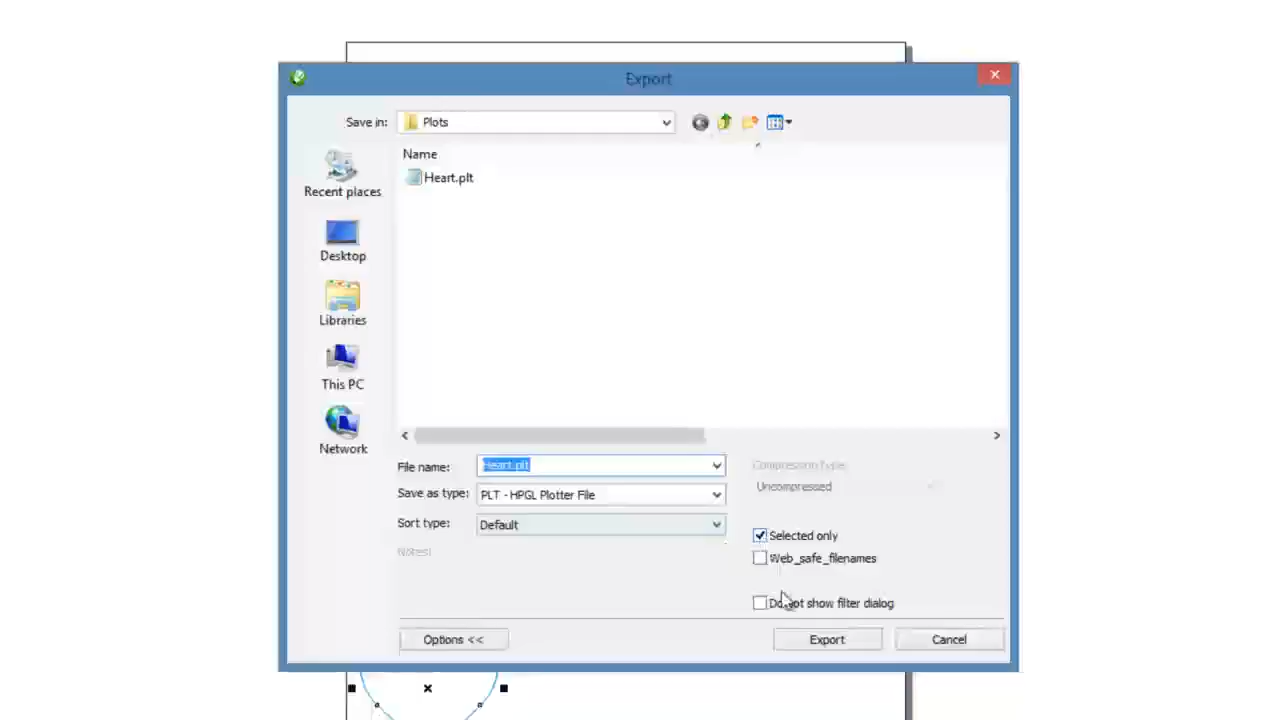 Export
Save in: Plots
Name
Heart.plt
Recent places
Desktop
Libraries
This PC
Network
File name: Heart.plt
Save as type: PLT - HPGL Plotter File
Sort type: Default
Notes:
Compression type:
Uncompressed
Selected only
Web_safe_filenames
Do not show filter dialog
Options <<
Export
Cancel